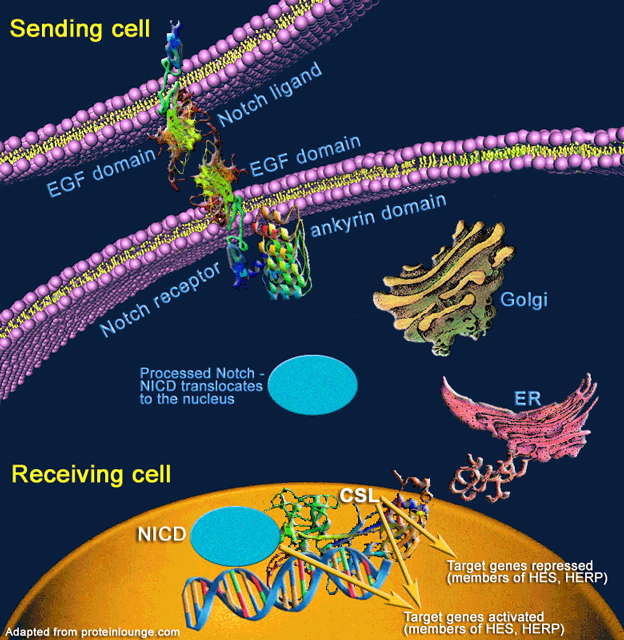 Sending cell
Notch ligand
EGF domain
EGF domain
ankyrin domain
Notch receptor
Golgi
Processed Notch -
NICD translocates
to the nucleus
ER
Receiving cell
CSL
NICD
Target genes repressed
(members of HES, HERP)
Target genes activated
(members of HES, HERP)
Adapted from proteinlounge.com